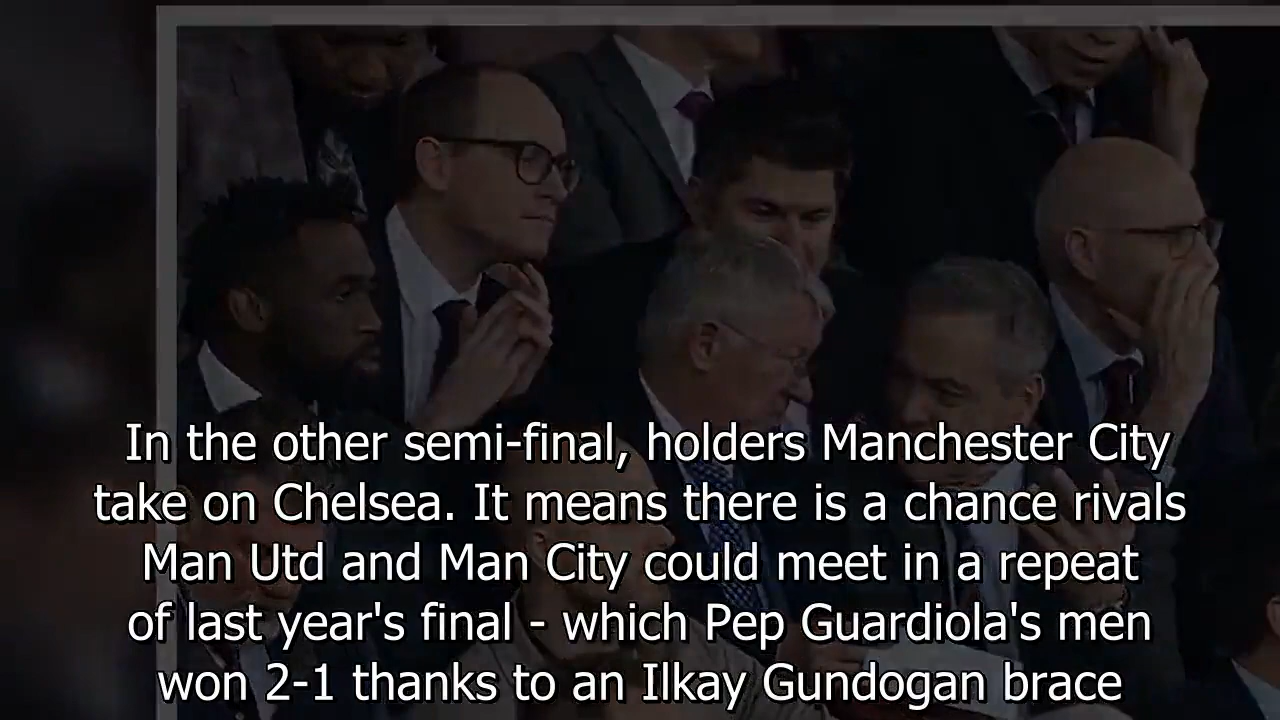 In the other semi-final, holders Manchester City
take on Chelsea. It means there is a chance rivals
Man Utd and Man City could meet in a repeat
of last year's final - which Pep Guardiola's men
won 2-1 thanks to an Ilkay Gundogan brace